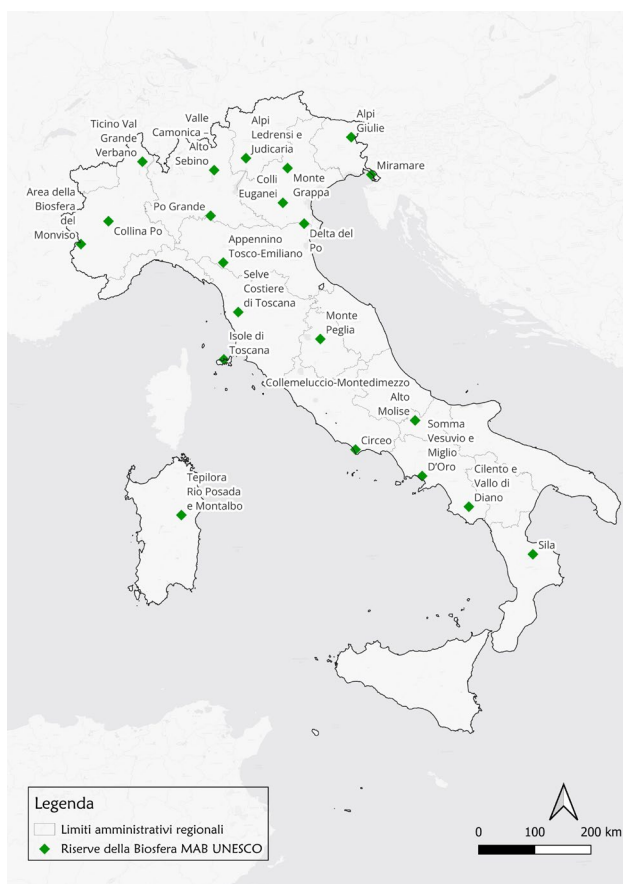 Ticino Val
Grande
Verbano
Valle
Camonica –
Alto
Sebino
Alpi
Ledrensi e
Judicaria
Alpi
Giulie
Miramare
Colli
Euganei
Monte
Grappa
Area della
Biosfera
del
Monviso
Collina Po
Po Grande
Delta del
Po
Appennino
Tosco-Emiliano
Selve
Costiere
di Toscana
Monte
Peglia
Isole di
Toscana
Collemeluccio-Montedimezzo
Alto
Molise
Circeo
Somma
Vesuvio e
Miglio
D'Oro
Cilento e
Vallo di
Diano
Tepilora
Rio Posada
e Montalbo
Sila
Legenda
Limiti amministrativi regionali
Riserve della Biosfera MAB UNESCO
0 100 200 km